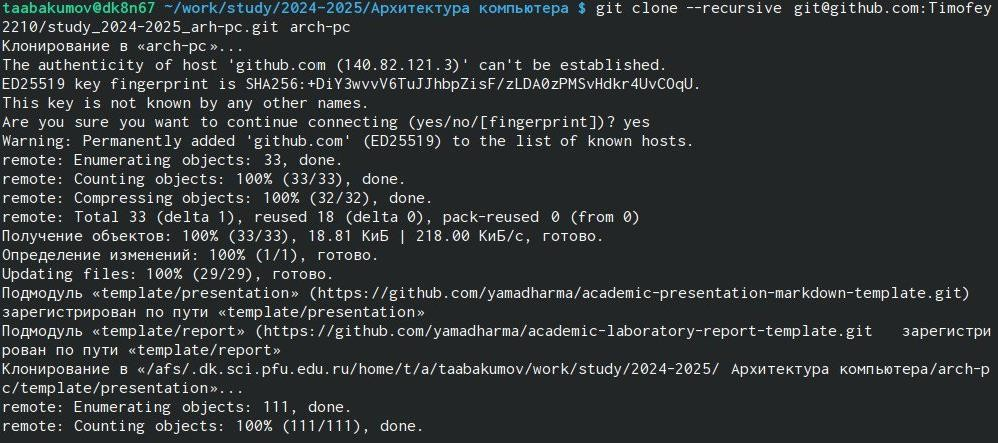 taabakumov@dk8n67 ~/work/study/2024-2025/Архитектура компьютера $ git clone --recursive git@github.com:Timofey
2210/study_2024-2025_arh-pc.git arch-pc
Клонирование в «arch-pc»...
The authenticity of host 'github.com (140.82.121.3)' can't be established.
ED25519 key fingerprint is SHA256:+DiY3wvvV6TuJJhbpZisF/zLDA0zPMSvHdkr4UvCOqU.
This key is not known by any other names.
Are you sure you want to continue connecting (yes/no/[fingerprint])? yes
Warning: Permanently added 'github.com' (ED25519) to the list of known hosts.
remote: Enumerating objects: 33, done.
remote: Counting objects: 100% (33/33), done.
remote: Compressing objects: 100% (32/32), done.
remote: Total 33 (delta 1), reused 18 (delta 0), pack-reused 0 (from 0)
Получение объектов: 100% (33/33), 18.81 КиБ | 218.00 КиБ/с, готово.
Определение изменений: 100% (1/1), готово.
Updating files: 100% (29/29), готово.
Подмодуль «template/presentation» (https://github.com/yamadharma/academic-presentation-markdown-template.git)
зарегистрирован по пути «template/presentation»
Подмодуль «template/report» (https://github.com/yamadharma/academic-laboratory-report-template.git зарегистри
рован по пути «template/report»
Клонирование в «/afs/.dk.sci.pfu.edu.ru/home/t/a/taabakumov/work/study/2024-2025/ Архитектура компьютера/arch-p
c/template/presentation»...
remote: Enumerating objects: 111, done.
remote: Counting objects: 100% (111/111), done.